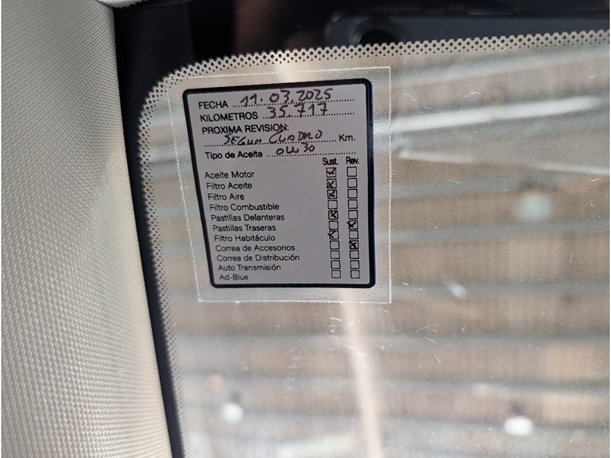 FECHA 11.03.2025
KILOMETROS 35.717
PROXIMA REVISION:
SEGUN CUADRO Km.
Tipo de Aceite 0W30
Sust. Rev.
Aceite Motor
Filtro Aceite
Filtro Aire
Filtro Combustible
Pastillas Delanteras
Pastillas Traseras
Filtro Habitáculo
Correa de Accesorios
Correa de Distribución
Auto Transmisión
Ad-Blue